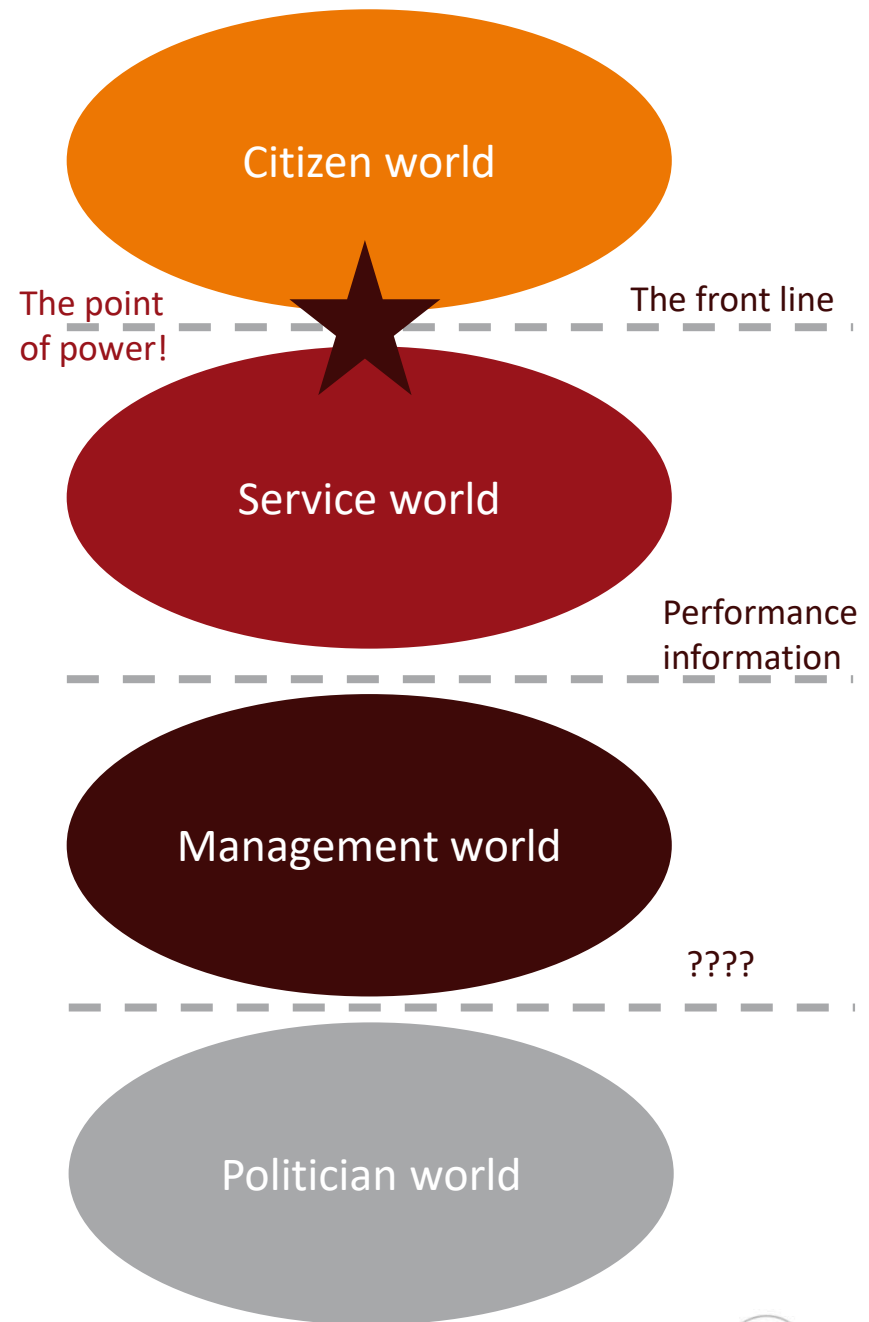 Citizen world
The point
of power!
The front line
Service world
Performance
information
Management world
????
Politician world